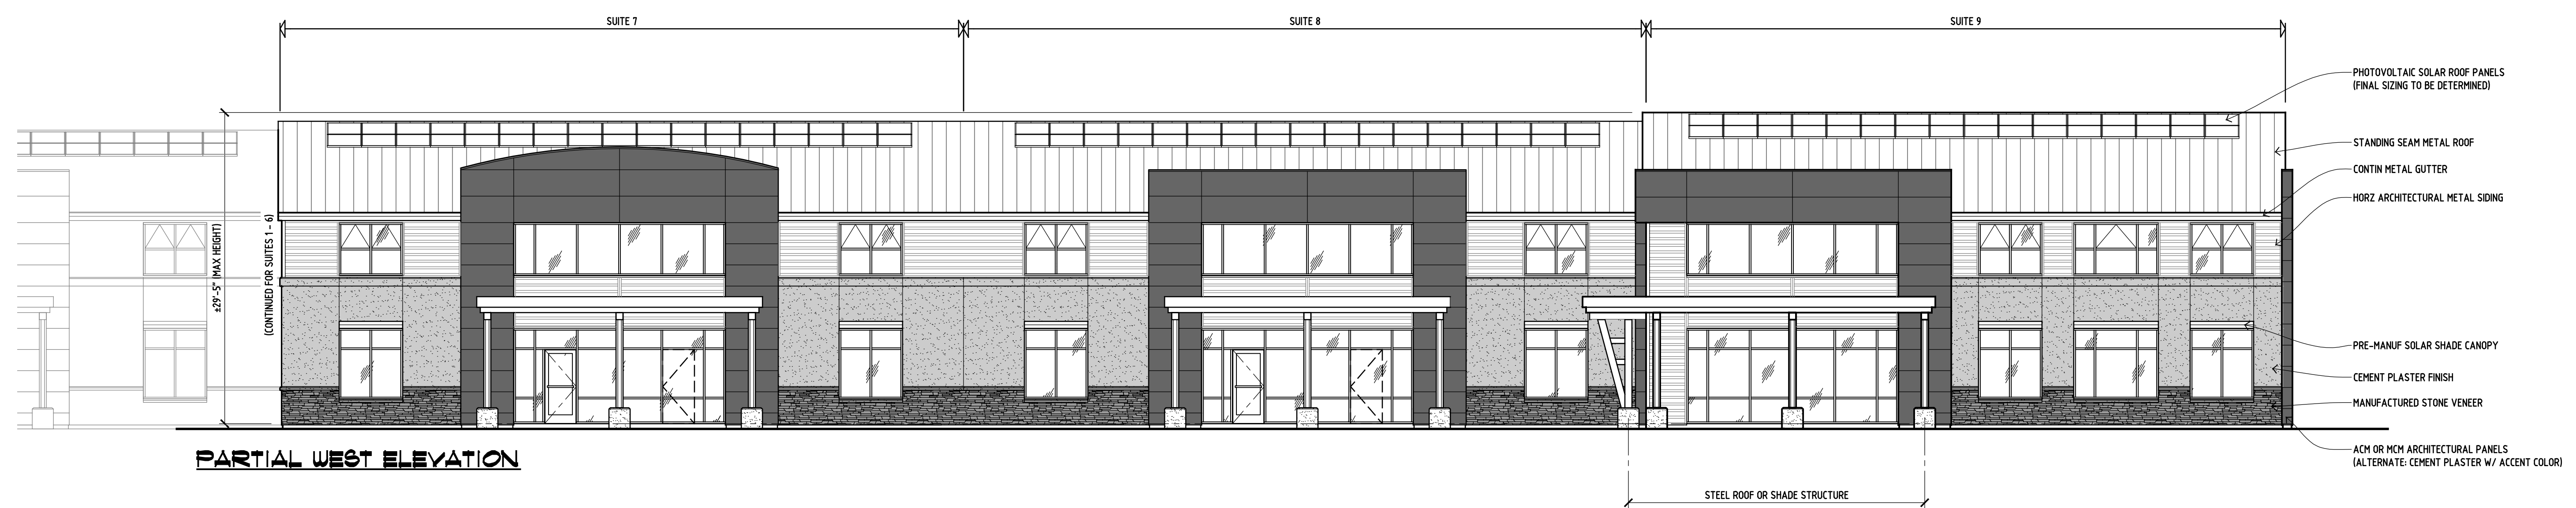 SUITE 7
SUITE 8
SUITE 9
PHOTOVOLTAIC SOLAR ROOF PANELS
(FINAL SIZING TO BE DETERMINED)
STANDING SEAM METAL ROOF
CONTIN METAL GUTTER
HORZ ARCHITECTURAL METAL SIDING
±29'-5" (MAX HEIGHT)
(CONTINUED FOR SUITES 1 - 6)
PRE-MANUF SOLAR SHADE CANOPY
CEMENT PLASTER FINISH
MANUFACTURED STONE VENEER
ACM OR MCM ARCHITECTURAL PANELS
(ALTERNATE: CEMENT PLASTER W/ ACCENT COLOR)
PARTIAL WEST ELEVATION
STEEL ROOF OR SHADE STRUCTURE